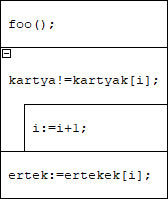 foo();
kartya!=kartyak[i];
i:=i+1;
ertek:=ertekek[i];